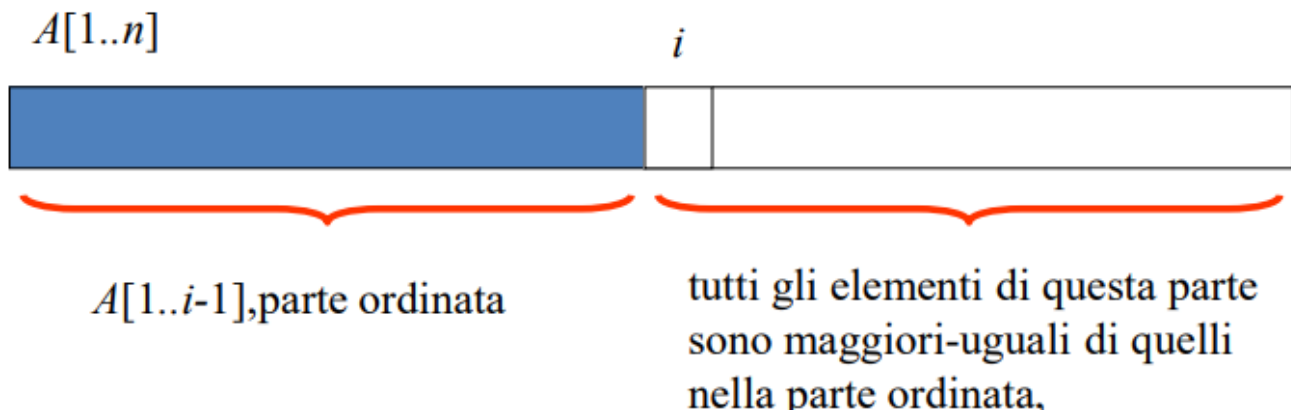 A[1..n]
i
A[1..i-1],parte ordinata
tutti gli elementi di questa parte
sono maggiori-uguali di quelli
nella parte ordinata,